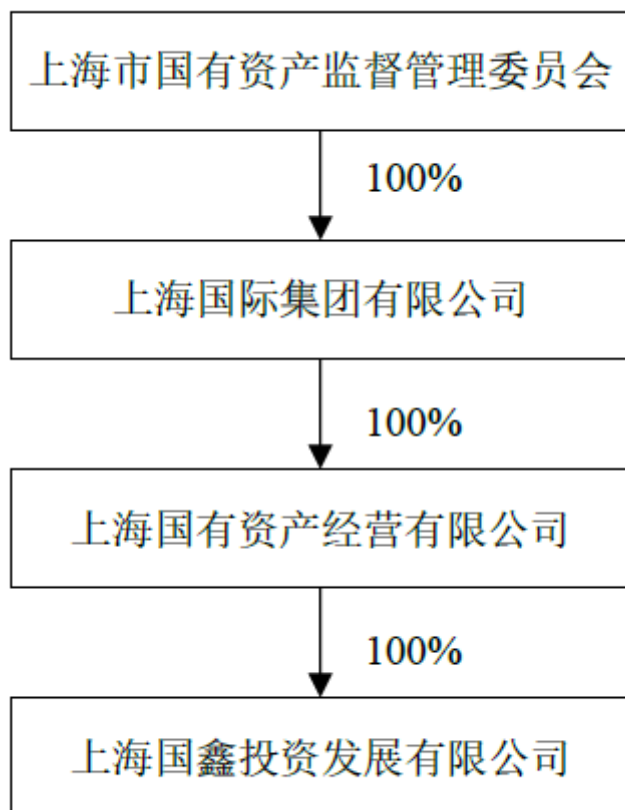 上海市国有资产监督管理委员会
100%
上海国际集团有限公司
100%
上海国有资产经营有限公司
100%
上海国鑫投资发展有限公司